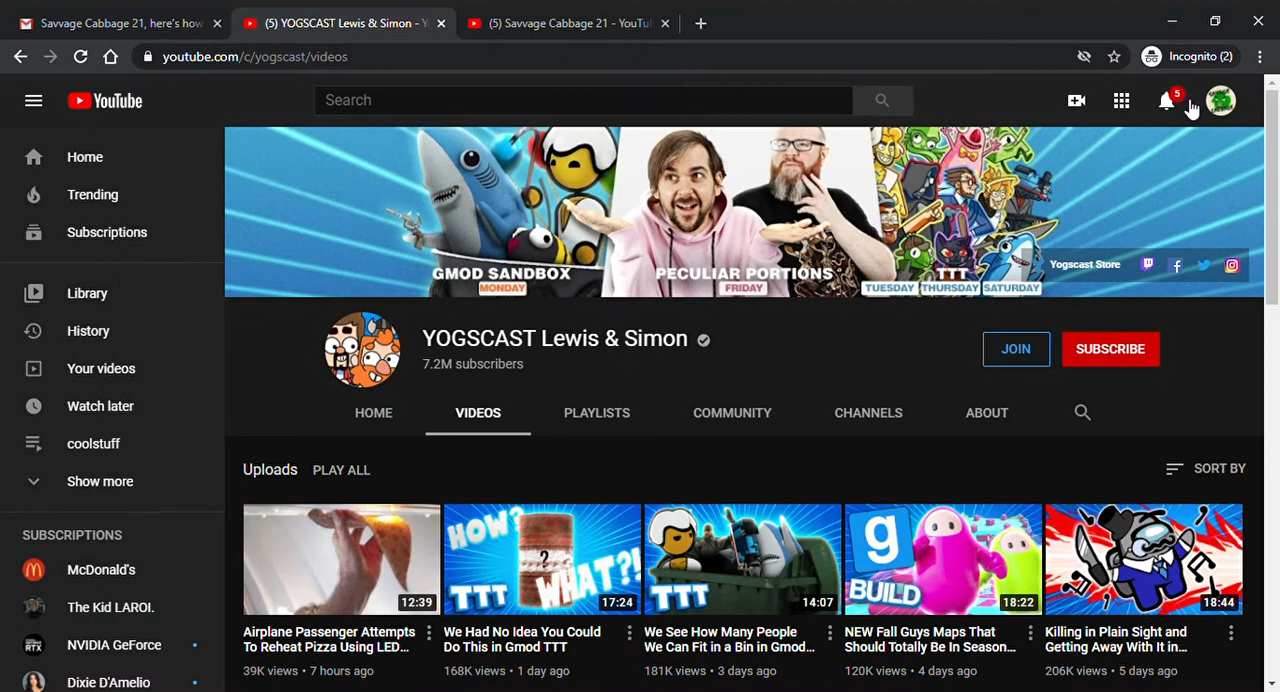 Savvage Cabbage 21, here's how
(5) YOGSCAST Lewis & Simon - Y
(5) Savvage Cabbage 21 - YouTu
youtube.com/c/yogscast/videos
Incognito (2)
YouTube
Search
5
Home
Trending
Subscriptions
Library
History
Your videos
Watch later
coolstuff
Show more
SUBSCRIPTIONS
McDonald's
The Kid LAROI.
NVIDIA GeForce
Dixie D'Amelio
GMOD SANDBOX
MONDAY
PECULIAR PORTIONS
FRIDAY
TTT
TUESDAY THURSDAY SATURDAY
Yogscast Store
YOGSCAST Lewis & Simon
7.2M subscribers
JOIN
SUBSCRIBE
HOME
VIDEOS
PLAYLISTS
COMMUNITY
CHANNELS
ABOUT
Uploads
PLAY ALL
SORT BY
12:39
Airplane Passenger Attempts
To Reheat Pizza Using LED...
39K views • 7 hours ago
HOW?
?
WHAT?!
TTT
17:24
We Had No Idea You Could
Do This in Gmod TTT
168K views • 1 day ago
TTT
14:07
We See How Many People
We Can Fit in a Bin in Gmod...
181K views • 3 days ago
g
BUILD
18:22
NEW Fall Guys Maps That
Should Totally Be In Season...
120K views • 4 days ago
18:44
Killing in Plain Sight and
Getting Away With It in...
206K views • 5 days ago